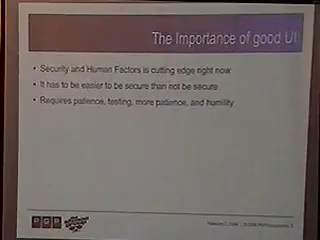 The Importance of good UI
Security and Human Factors is cutting edge right now
It has to be easier to be secure than not be secure
Requires patience, testing, more patience, and humility
PGP